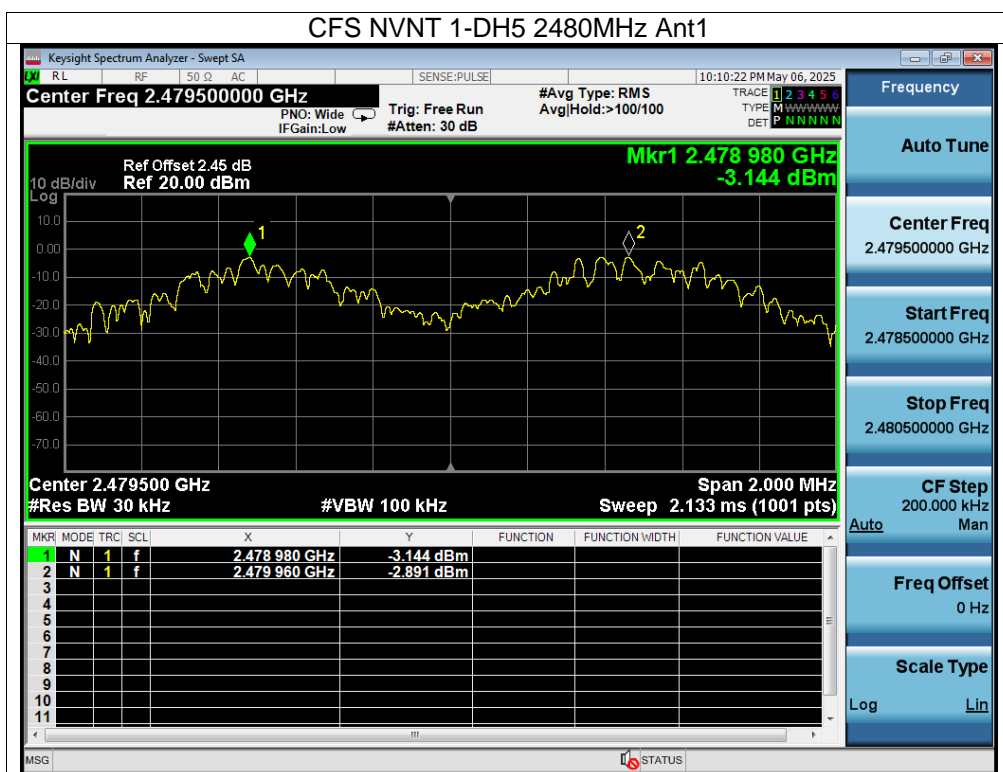 CFS NVNT 1-DH5 2480MHz Ant1
Keysight Spectrum Analyzer - Swept SA
LXI RL RF 50 Ω AC SENSE:PULSE 10:10:22 PM May 06, 2025
Center Freq 2.479500000 GHz #Avg Type: RMS TRACE 1 2 3 4 5 6
PNO: Wide Trig: Free Run Avg|Hold:>100/100 TYPE M WWWWW
IFGain:Low #Atten: 30 dB DET P N N N N N
Mkr1 2.478 980 GHz
Ref Offset 2.45 dB
10 dB/div Ref 20.00 dBm -3.144 dBm
Log
10.0
1 2
0.00
-10.0
-20.0
-30.0
-40.0
-50.0
-60.0
-70.0
Center 2.479500 GHz Span 2.000 MHz
#Res BW 30 kHz #VBW 100 kHz Sweep 2.133 ms (1001 pts)
MKR MODE TRC SCL X Y FUNCTION FUNCTION WIDTH FUNCTION VALUE
1 N 1 f 2.478 980 GHz -3.144 dBm
2 N 1 f 2.479 960 GHz -2.891 dBm
3
4
5
6
7
8
9
10
11
MSG STATUS
Frequency
Auto Tune
Center Freq
2.479500000 GHz
Start Freq
2.478500000 GHz
Stop Freq
2.480500000 GHz
CF Step
200.000 kHz
Auto Man
Freq Offset
0 Hz
Scale Type
Log Lin